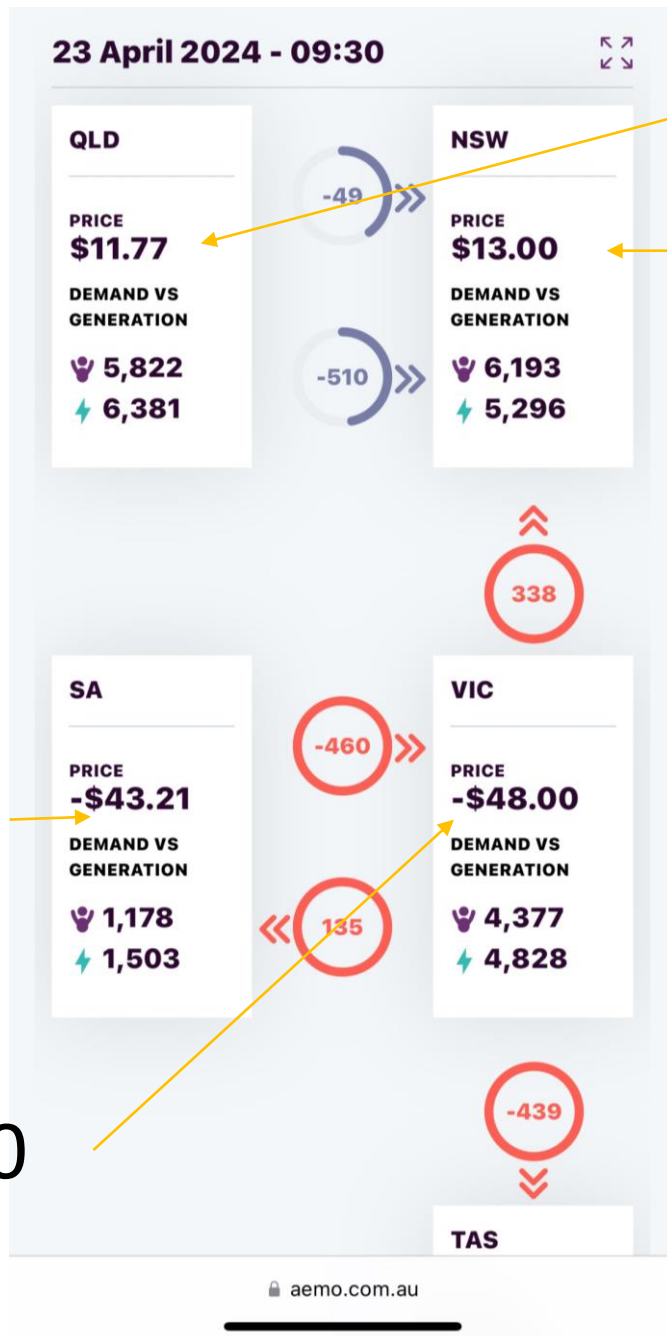 23 April 2024 - 09:30
QLD
PRICE
$11.77
DEMAND VS
GENERATION
5,822
6,381
-49
-510
NSW
PRICE
$13.00
DEMAND VS
GENERATION
6,193
5,296
338
SA
PRICE
-$43.21
DEMAND VS
GENERATION
1,178
1,503
-460
135
VIC
PRICE
-$48.00
DEMAND VS
GENERATION
4,377
4,828
0
-439
TAS
aemo.com.au